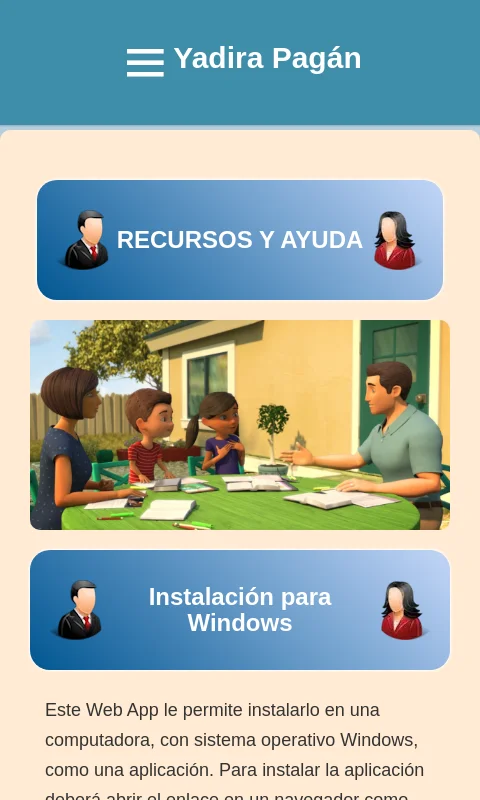 Yadira Pagán
RECURSOS Y AYUDA
Instalación para
Windows
Este Web App le permite instalarlo en una
computadora, con sistema operativo Windows,
como una aplicación. Para instalar la aplicación
deberá abrir el enlace en un navegador como